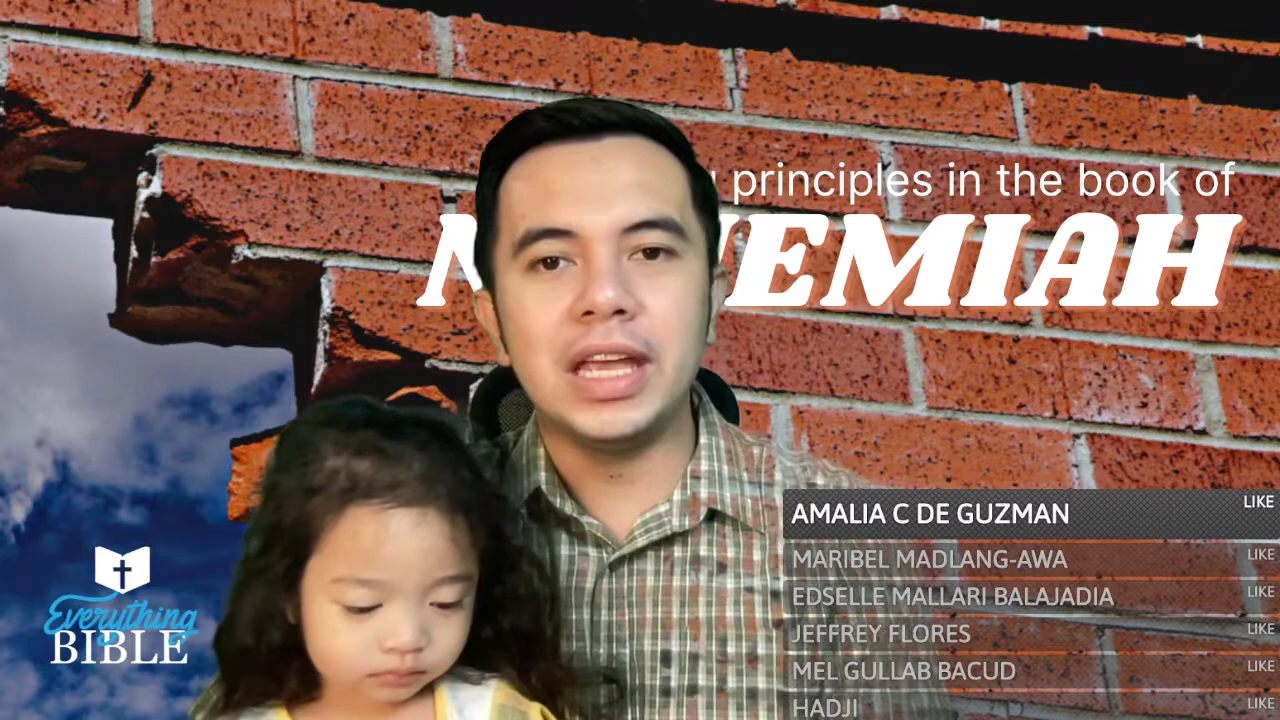 principles in the book of
EMIAH
AMALIA C DE GUZMAN LIKE
MARIBEL MADLANG-AWA LIKE
EDSELLE MALLARI BALAJADIA LIKE
JEFFREY FLORES LIKE
MEL GULLAB BACUD LIKE
HADJI LIKE
Everything
BIBLE